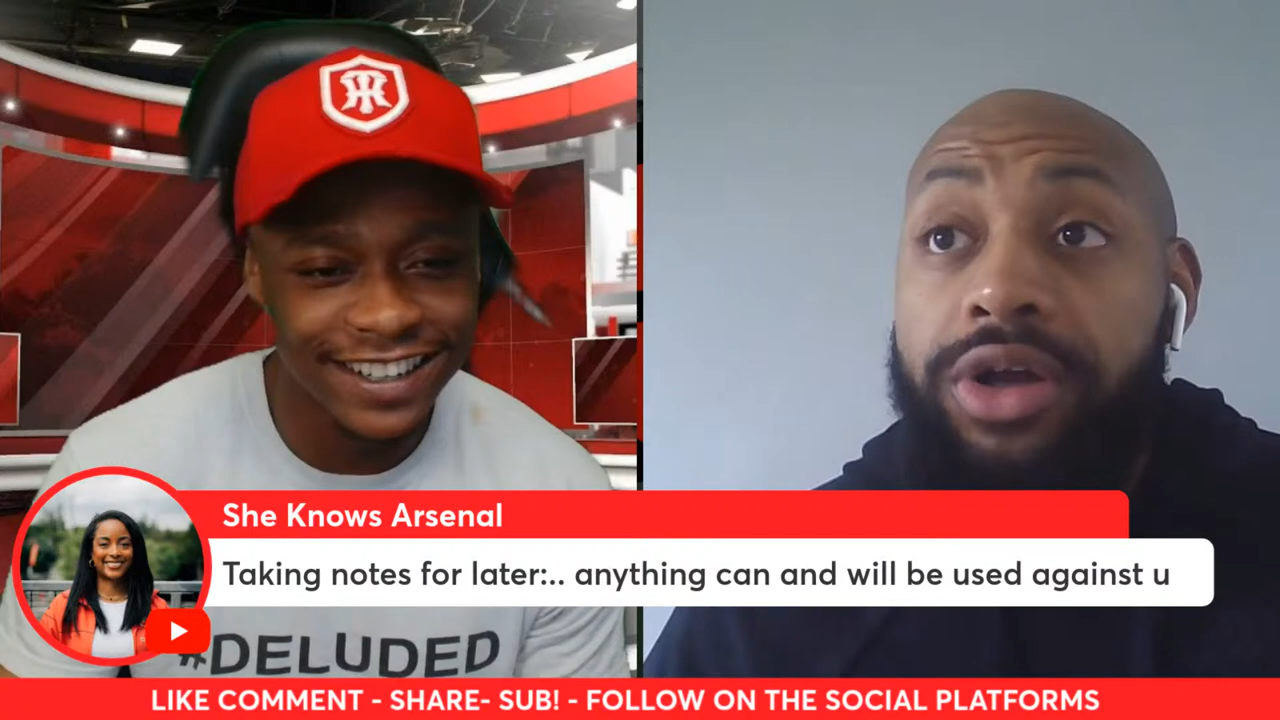 She Knows Arsenal
Taking notes for later:.. anything can and will be used against u
#DELUDED
LIKE COMMENT - SHARE- SUB! - FOLLOW ON THE SOCIAL PLATFORMS